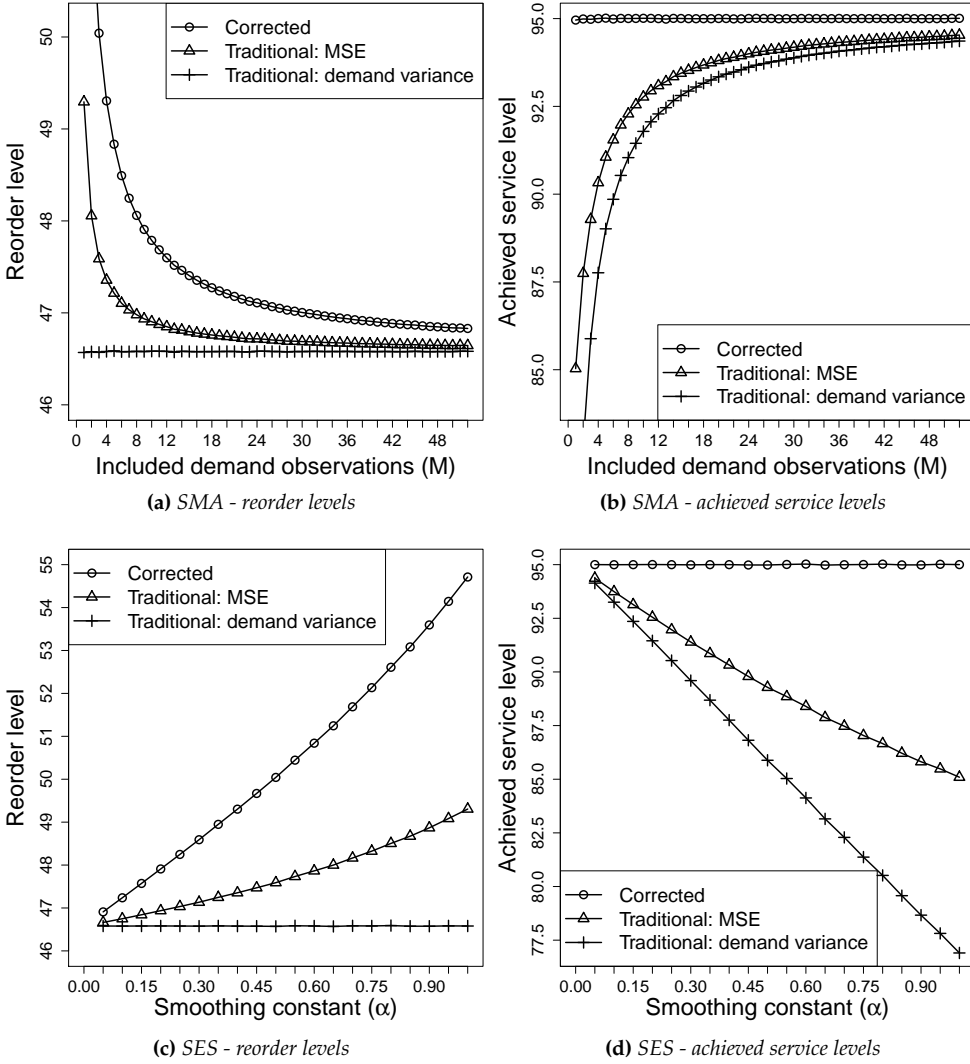 Reorder level
50
49
48
47
46
Corrected
Traditional: MSE
Traditional: demand variance
0 4 8 12 16 20 24 28 32 36 40 44 48
Included demand observations (M)
(a) SMA - reorder levels
Achieved service level
95.0
92.5
90.0
87.5
85.0
Corrected
Traditional: MSE
Traditional: demand variance
0 4 8 12 18 24 30 36 42 48
Included demand observations (M)
(b) SMA - achieved service levels
Reorder level
55
54
53
52
51
50
49
48
47
46
Corrected
Traditional: MSE
Traditional: demand variance
0.00 0.15 0.30 0.45 0.60 0.75 0.90
Smoothing constant (α)
(c) SES - reorder levels
Achieved service level
95.0
92.5
90.0
87.5
85.0
82.5
80.0
77.5
Corrected
Traditional: MSE
Traditional: demand variance
0.00 0.15 0.30 0.45 0.60 0.75 0.90
Smoothing constant (α)
(d) SES - achieved service levels